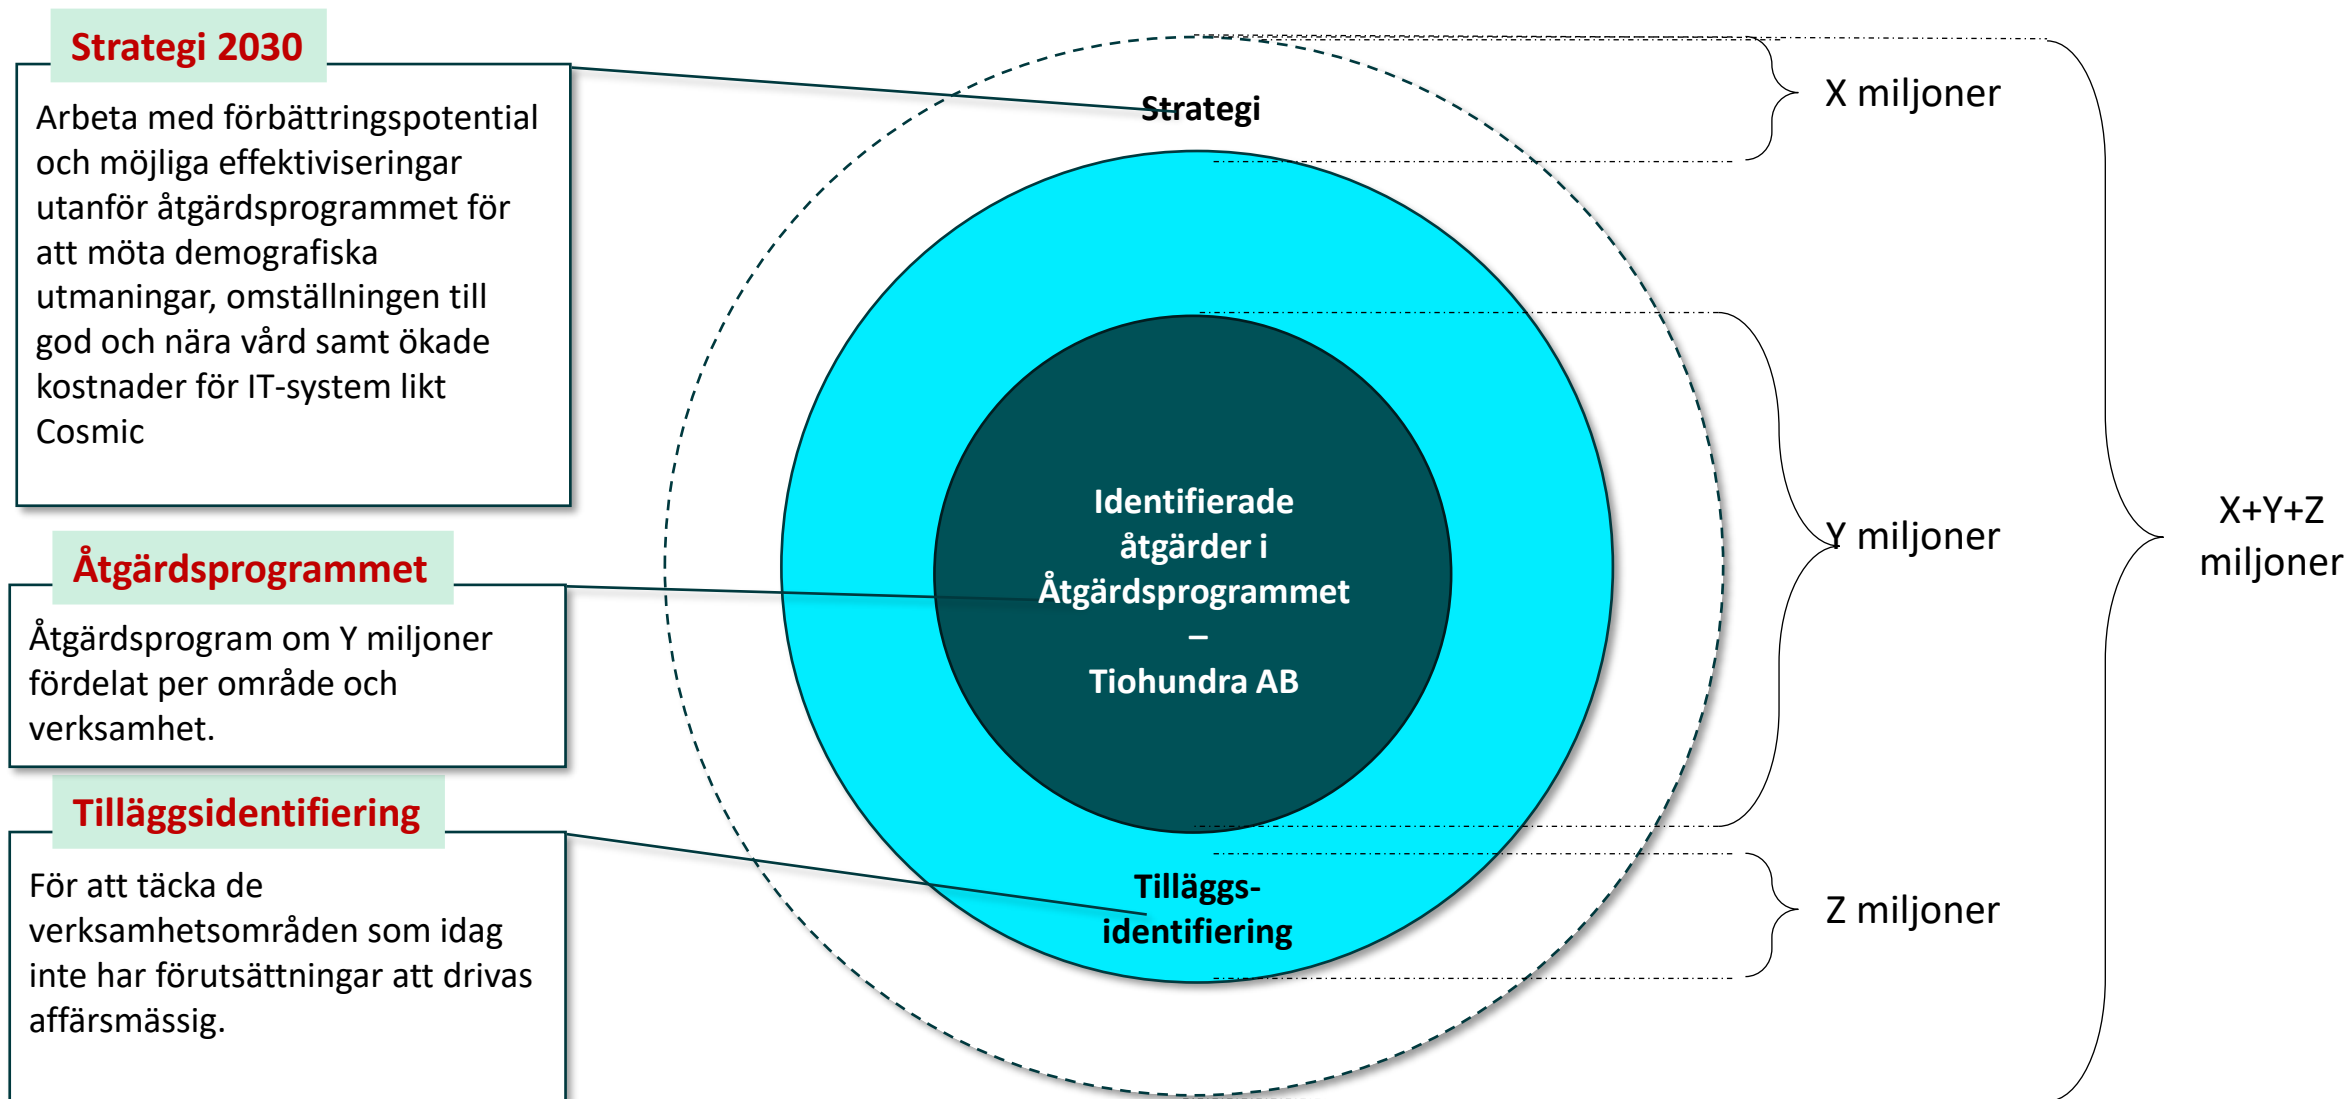 Strategi 2030
Arbeta med förbättringspotential
och möjliga effektiviseringar
utanför åtgärdsprogrammet för
att möta demografiska
utmaningar, omställningen till
god och nära vård samt ökade
kostnader för IT-system likt
Cosmic
Åtgärdsprogrammet
Åtgärdsprogram om Y miljoner
fördelat per område och
verksamhet.
Tilläggsidentifiering
För att täcka de
verksamhetsområden som idag
inte har förutsättningar att drivas
affärsmässig.
Strategi
Identifierade
åtgärder i
Åtgärdsprogrammet
–
Tiohundra AB
Tilläggs-
identifiering
X miljoner
Y miljoner
Z miljoner
X+Y+Z
miljoner